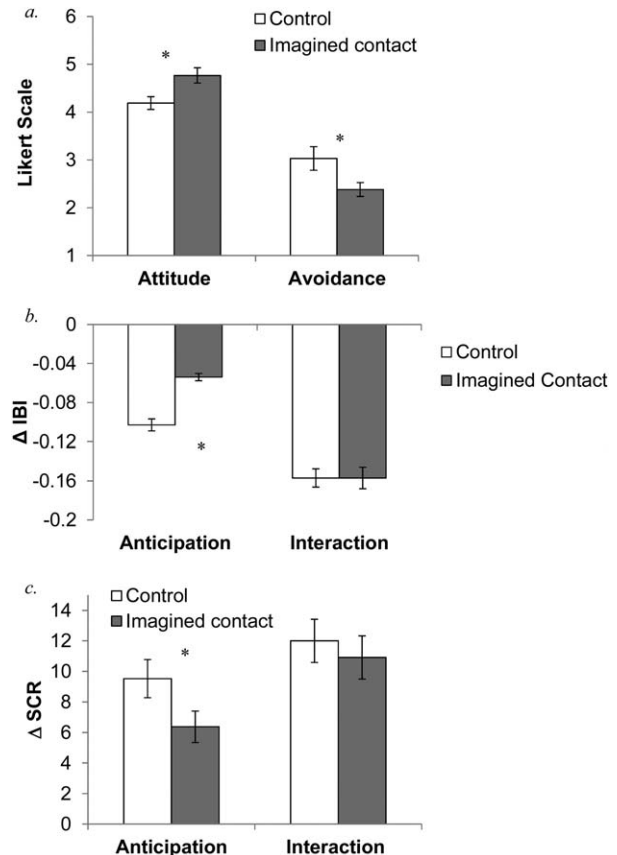 a.
6
5
4
3
2
1
Likert Scale
Control
Imagined contact
*
*
Attitude Avoidance
b.
0
-0.04
-0.08
-0.12
-0.16
-0.2
Δ IBI
Control
Imagined Contact
*
Anticipation Interaction
c.
14
12
10
8
6
4
2
0
Δ SCR
Control
Imagined contact
*
Anticipation Interaction